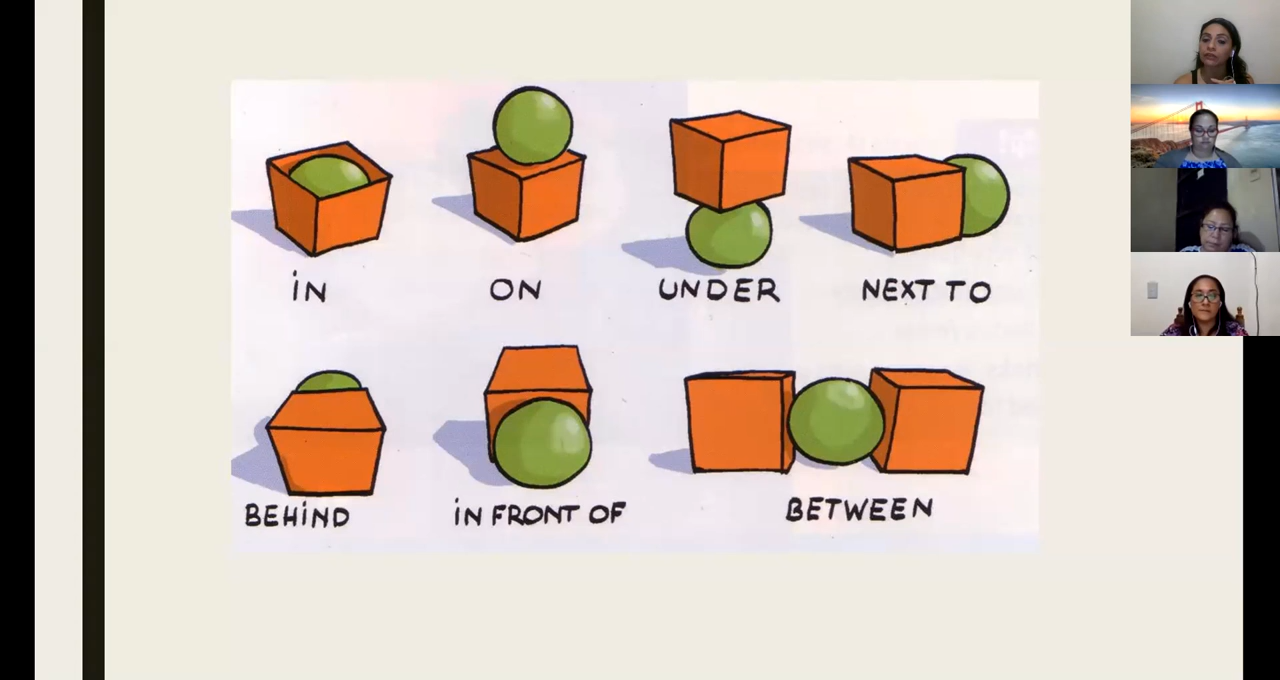 iN ON UNDER NEXT TO
BEHiND iN FRONT OF BETWEEN